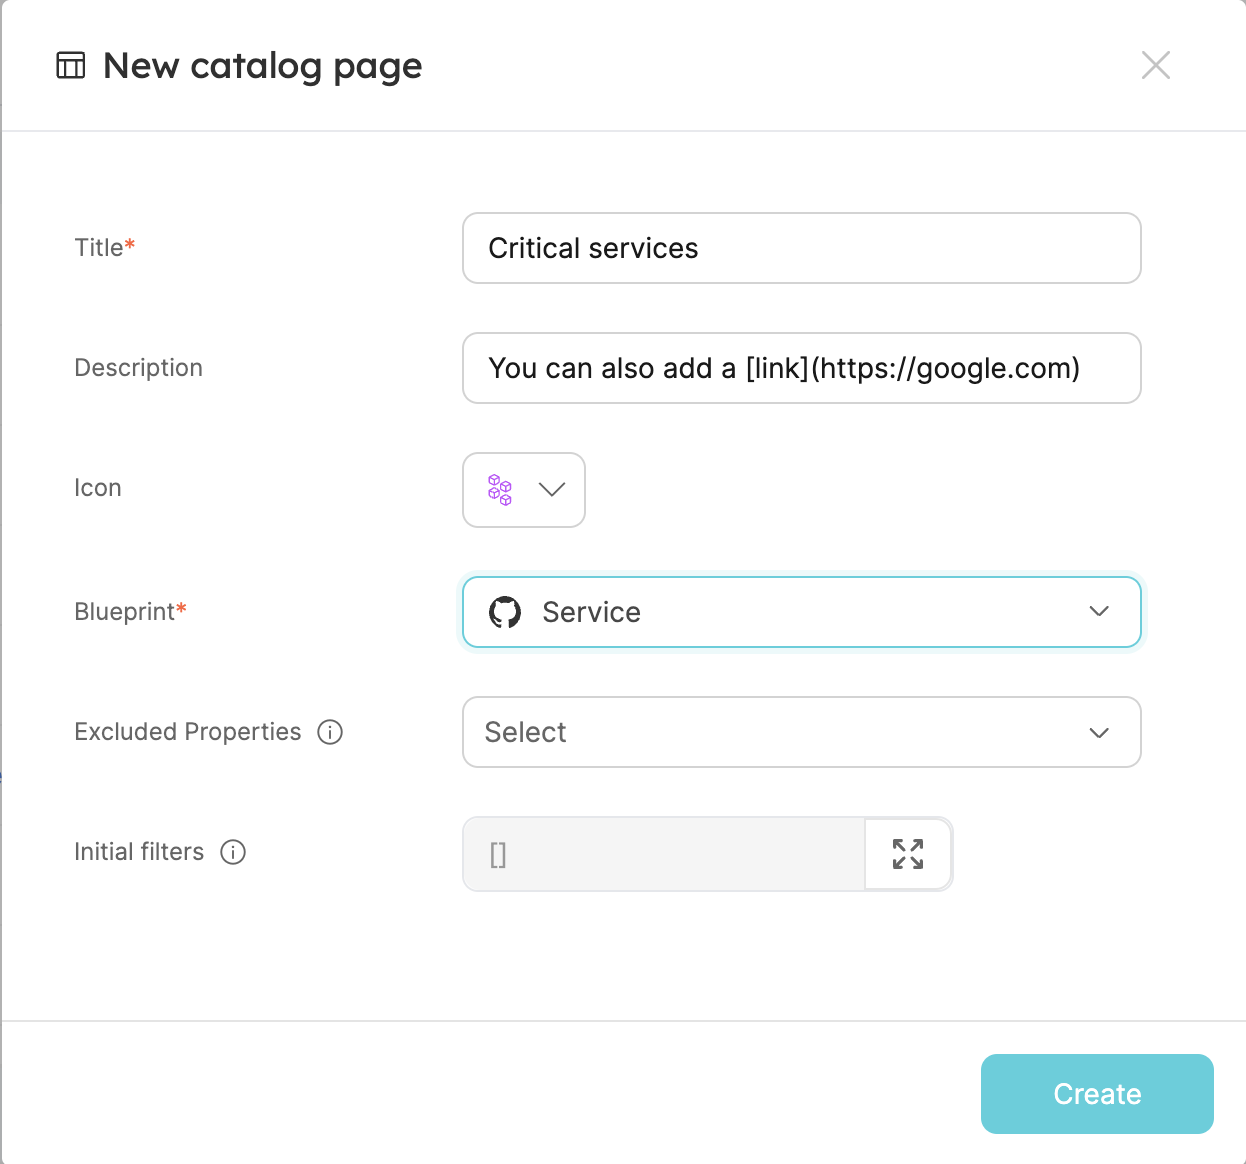 New catalog page
Title*
Critical services
Description
You can also add a [link](https://google.com)
Icon
Blueprint*
Service
Excluded Properties
Select
Initial filters
[]
Create